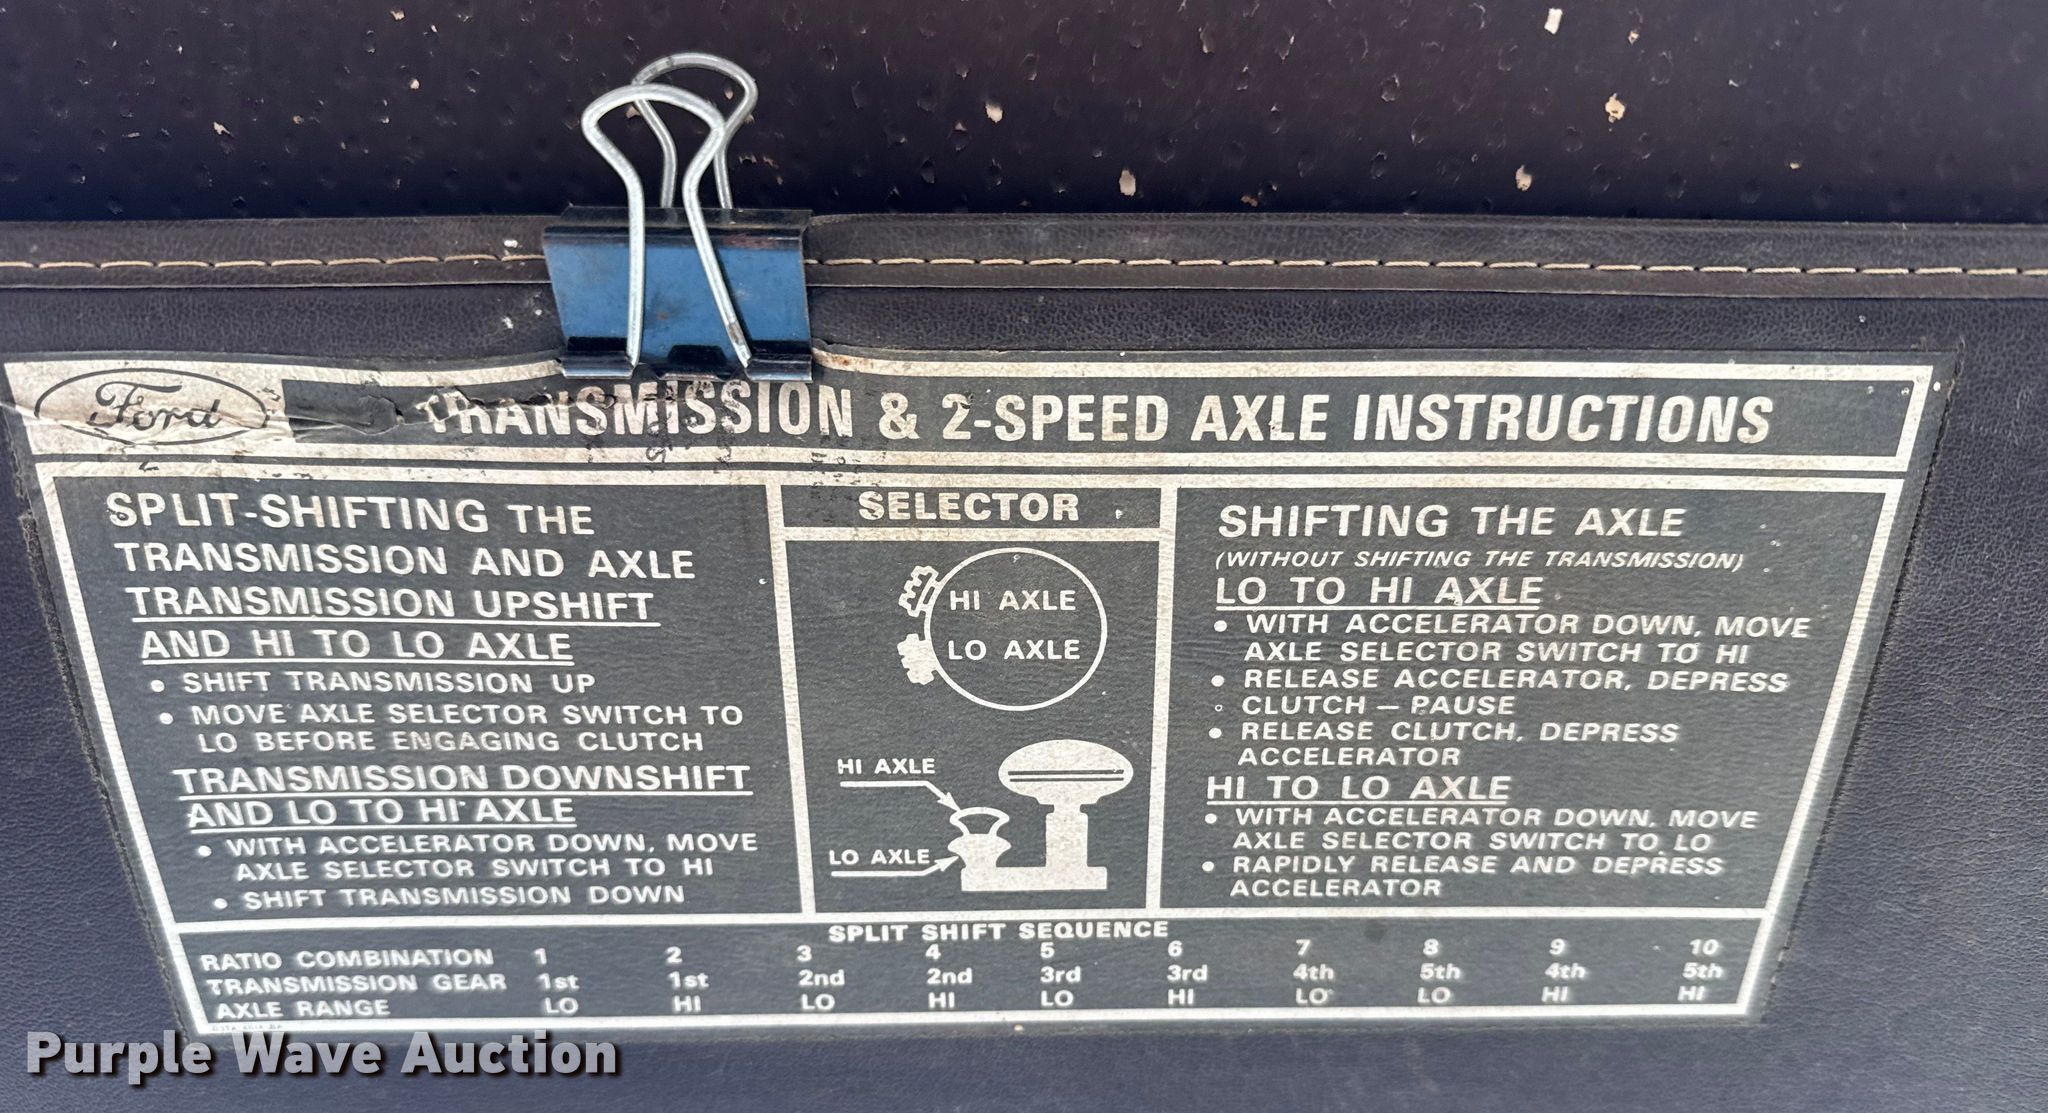 Ford
TRANSMISSION & 2-SPEED AXLE INSTRUCTIONS
SPLIT-SHIFTING THE
TRANSMISSION AND AXLE
TRANSMISSION UPSHIFT
AND HI TO LO AXLE
• SHIFT TRANSMISSION UP
• MOVE AXLE SELECTOR SWITCH TO
LO BEFORE ENGAGING CLUTCH
TRANSMISSION DOWNSHIFT
AND LO TO HI AXLE
• WITH ACCELERATOR DOWN, MOVE
AXLE SELECTOR SWITCH TO HI
• SHIFT TRANSMISSION DOWN
SELECTOR
HI AXLE
LO AXLE
HI AXLE
LO AXLE
SHIFTING THE AXLE
(WITHOUT SHIFTING THE TRANSMISSION)
LO TO HI AXLE
• WITH ACCELERATOR DOWN, MOVE
AXLE SELECTOR SWITCH TO HI
• RELEASE ACCELERATOR, DEPRESS
◦ CLUTCH — PAUSE
• RELEASE CLUTCH, DEPRESS
ACCELERATOR
HI TO LO AXLE
• WITH ACCELERATOR DOWN, MOVE
AXLE SELECTOR SWITCH TO LO
• RAPIDLY RELEASE AND DEPRESS
ACCELERATOR
SPLIT SHIFT SEQUENCE
RATIO COMBINATION 1 2 3 4 5 6 7 8 9 10
TRANSMISSION GEAR 1st 1st 2nd 2nd 3rd 3rd 4th 5th 4th 5th
AXLE RANGE LO HI LO HI LO HI LO LO HI HI
Purple Wave Auction